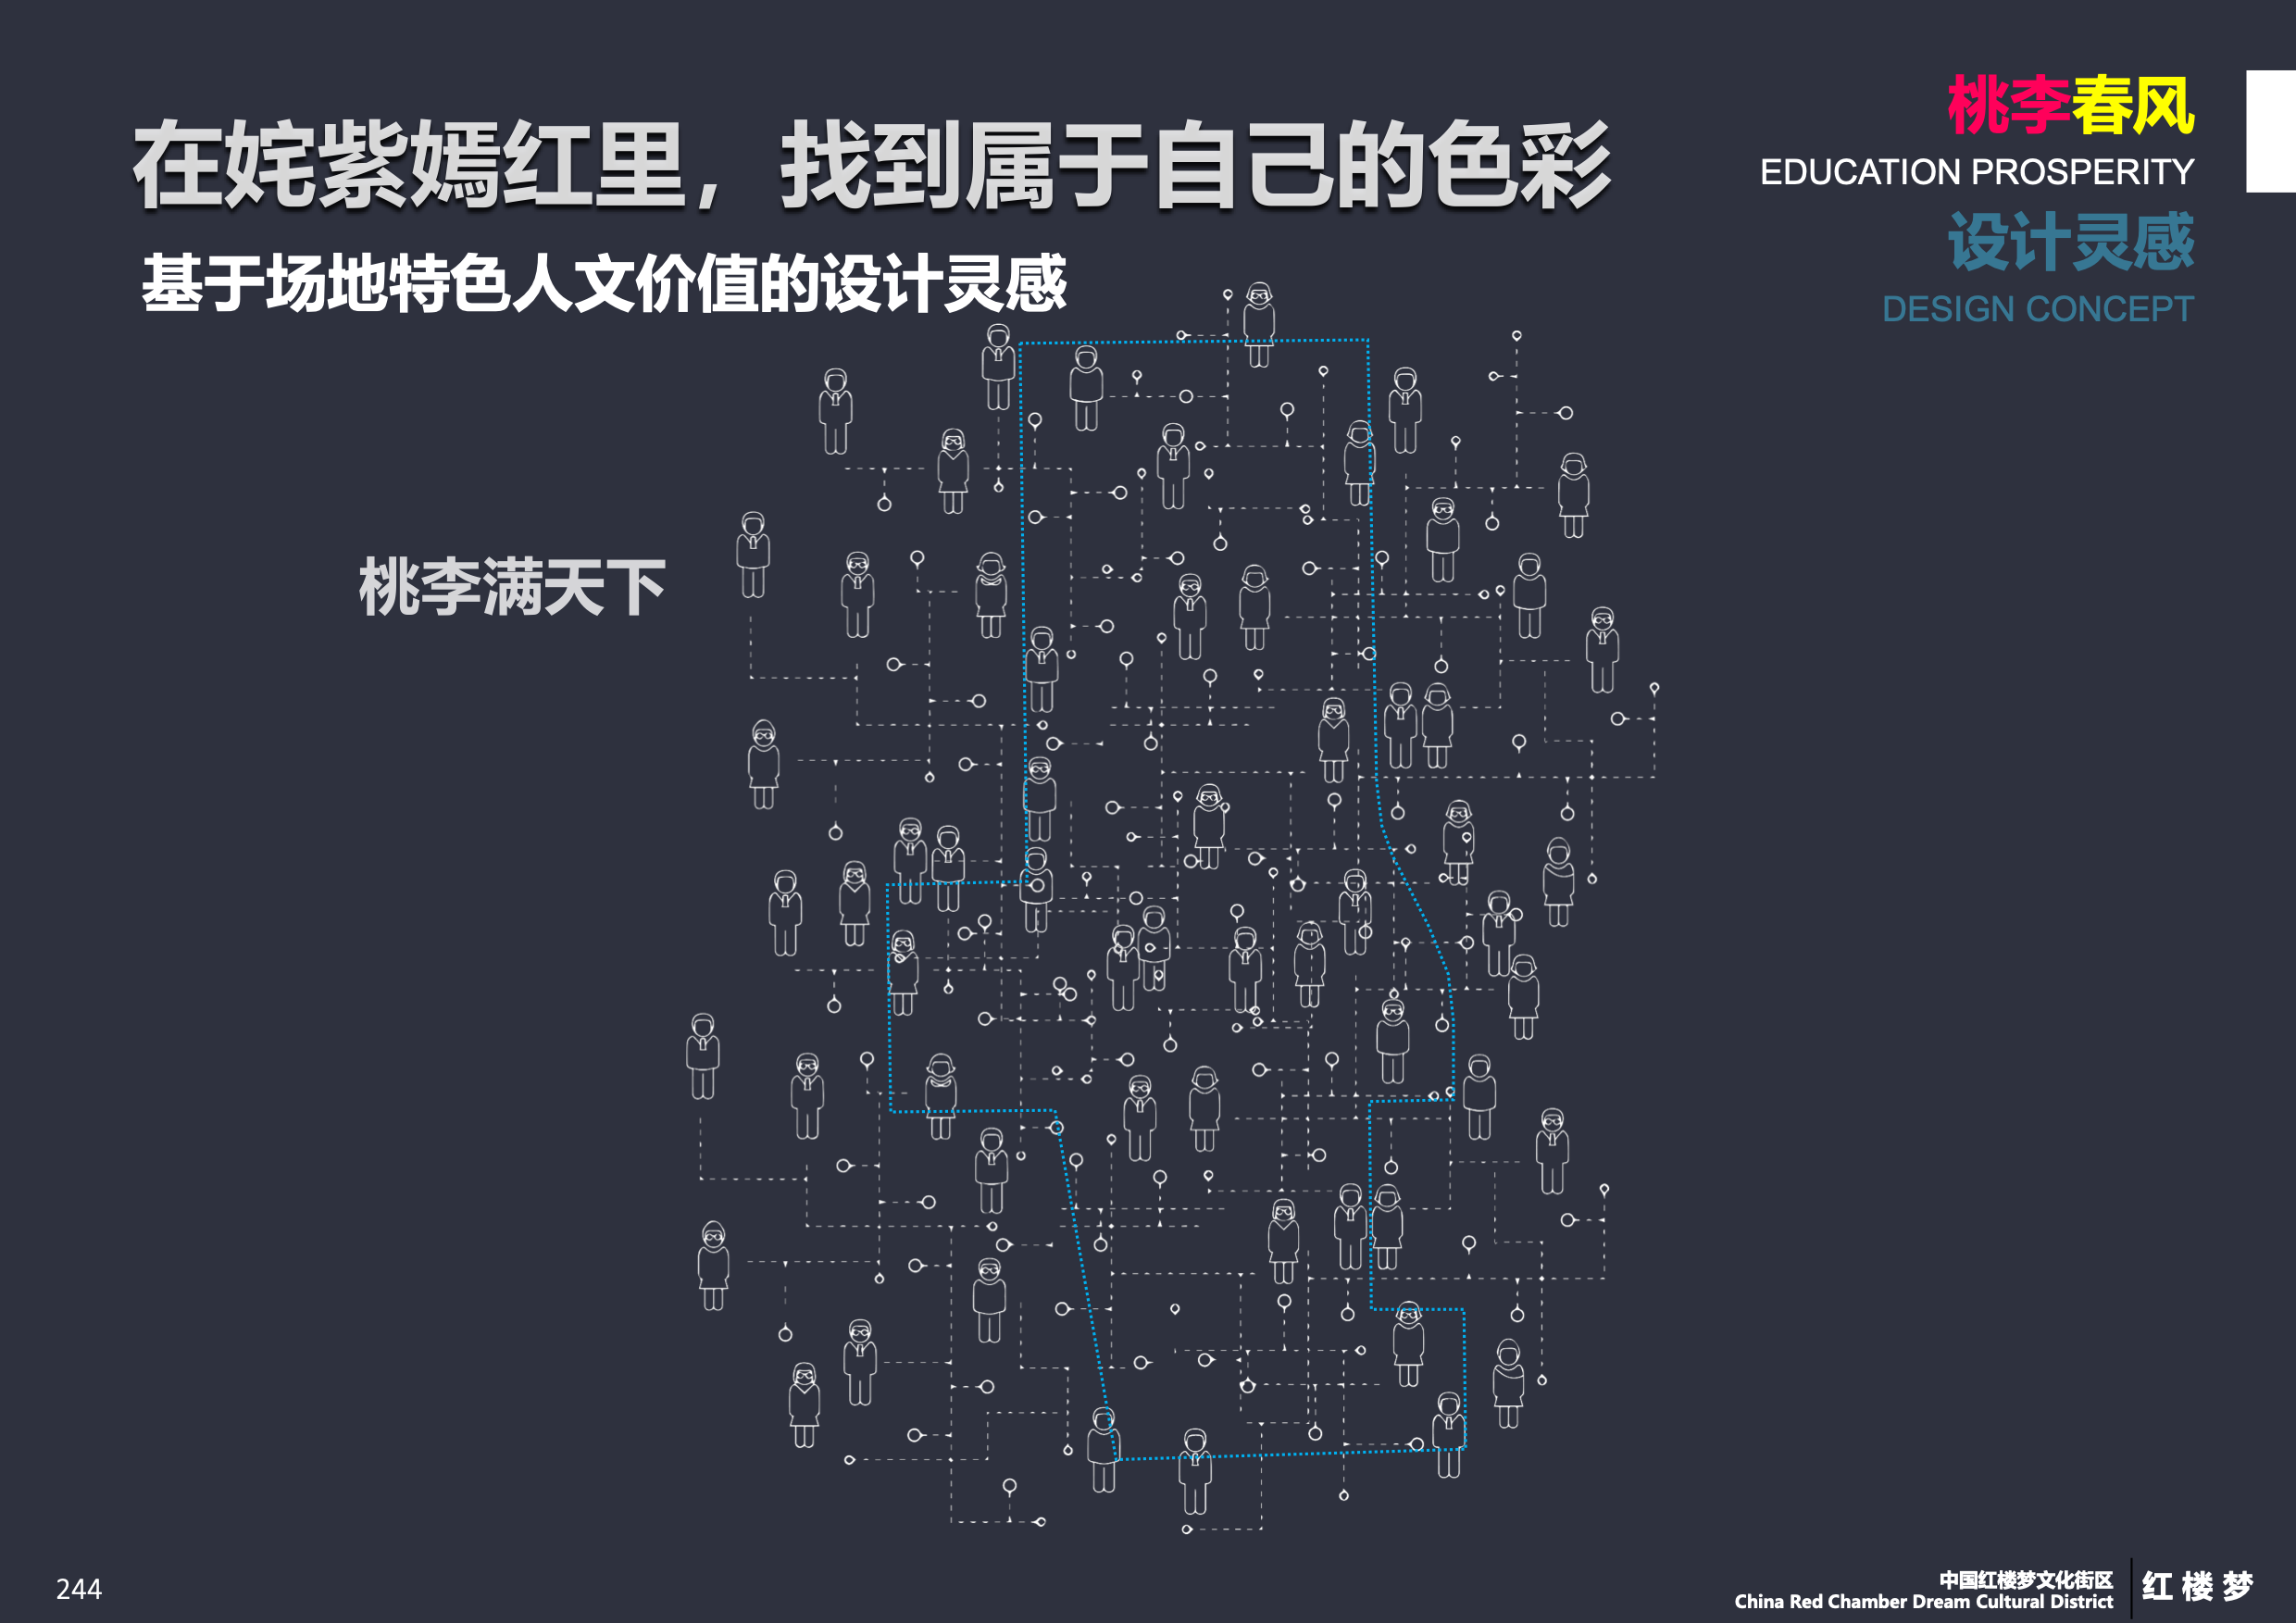 桃李春风
EDUCATION PROSPERITY
设计灵感
DESIGN CONCEPT
在姹紫嫣红里，找到属于自己的色彩
基于场地特色人文价值的设计灵感
桃李满天下
244
中国红楼梦文化街区
China Red Chamber Dream Cultural District
红楼梦